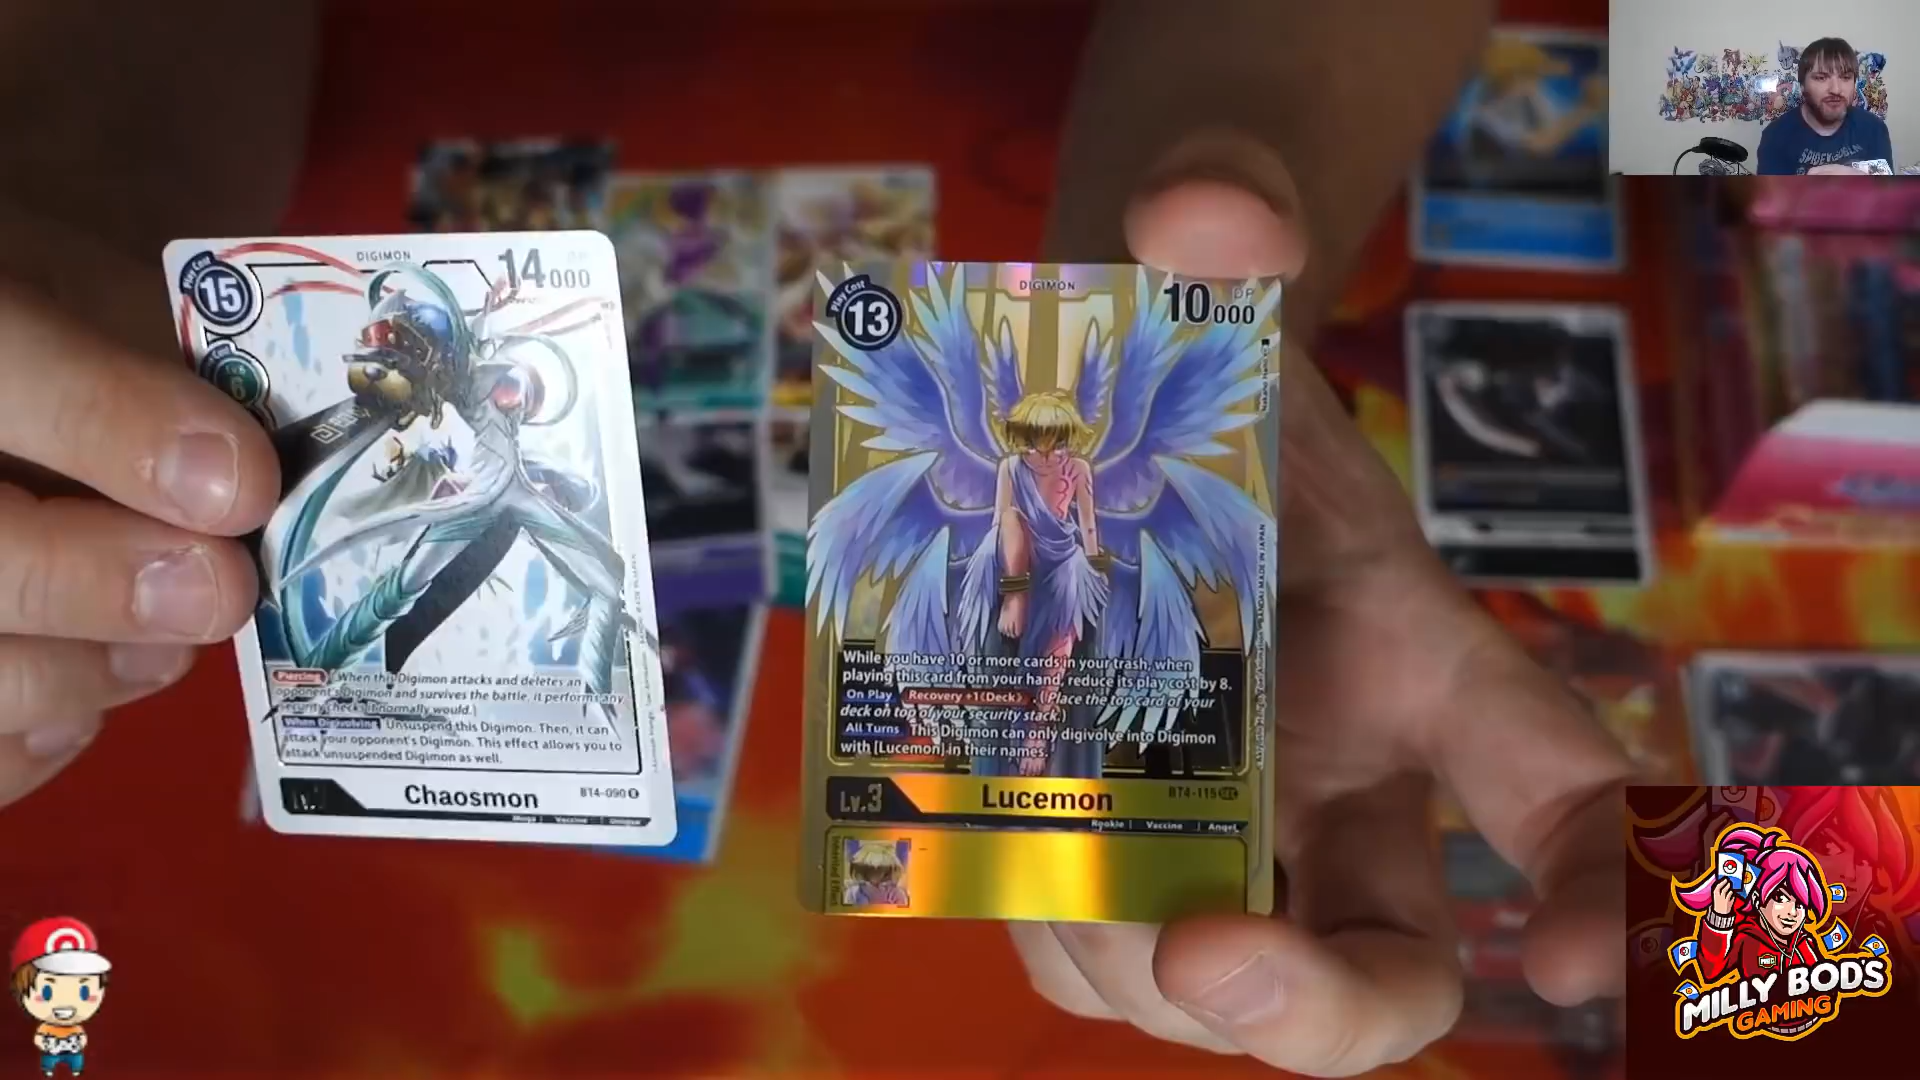 DIGIMON
Play Cost
15
14000
DP
Piercing (When this Digimon attacks and deletes an
opponent's Digimon and survives the battle, it performs any
security checks it normally would.)
When Digivolving Unsuspend this Digimon. Then, it can
attack your opponent's Digimon. This effect allows you to
attack unsuspended Digimon as well.
Chaosmon
BT4-090 R
Mega | Vaccine | Unique
DIGIMON
Play Cost
13
10000
DP
While you have 10 or more cards in your trash, when
playing this card from your hand, reduce its play cost by 8.
On Play Recovery +1 (Deck) . (Place the top card of your
deck on top of your security stack.)
All Turns This Digimon can only digivolve into Digimon
with [Lucemon] in their names.
Lv.3
Lucemon
BT4-115 SEC
Rookie | Vaccine | Angel
Inherited Effect
-
MILLY BOD'S
GAMING